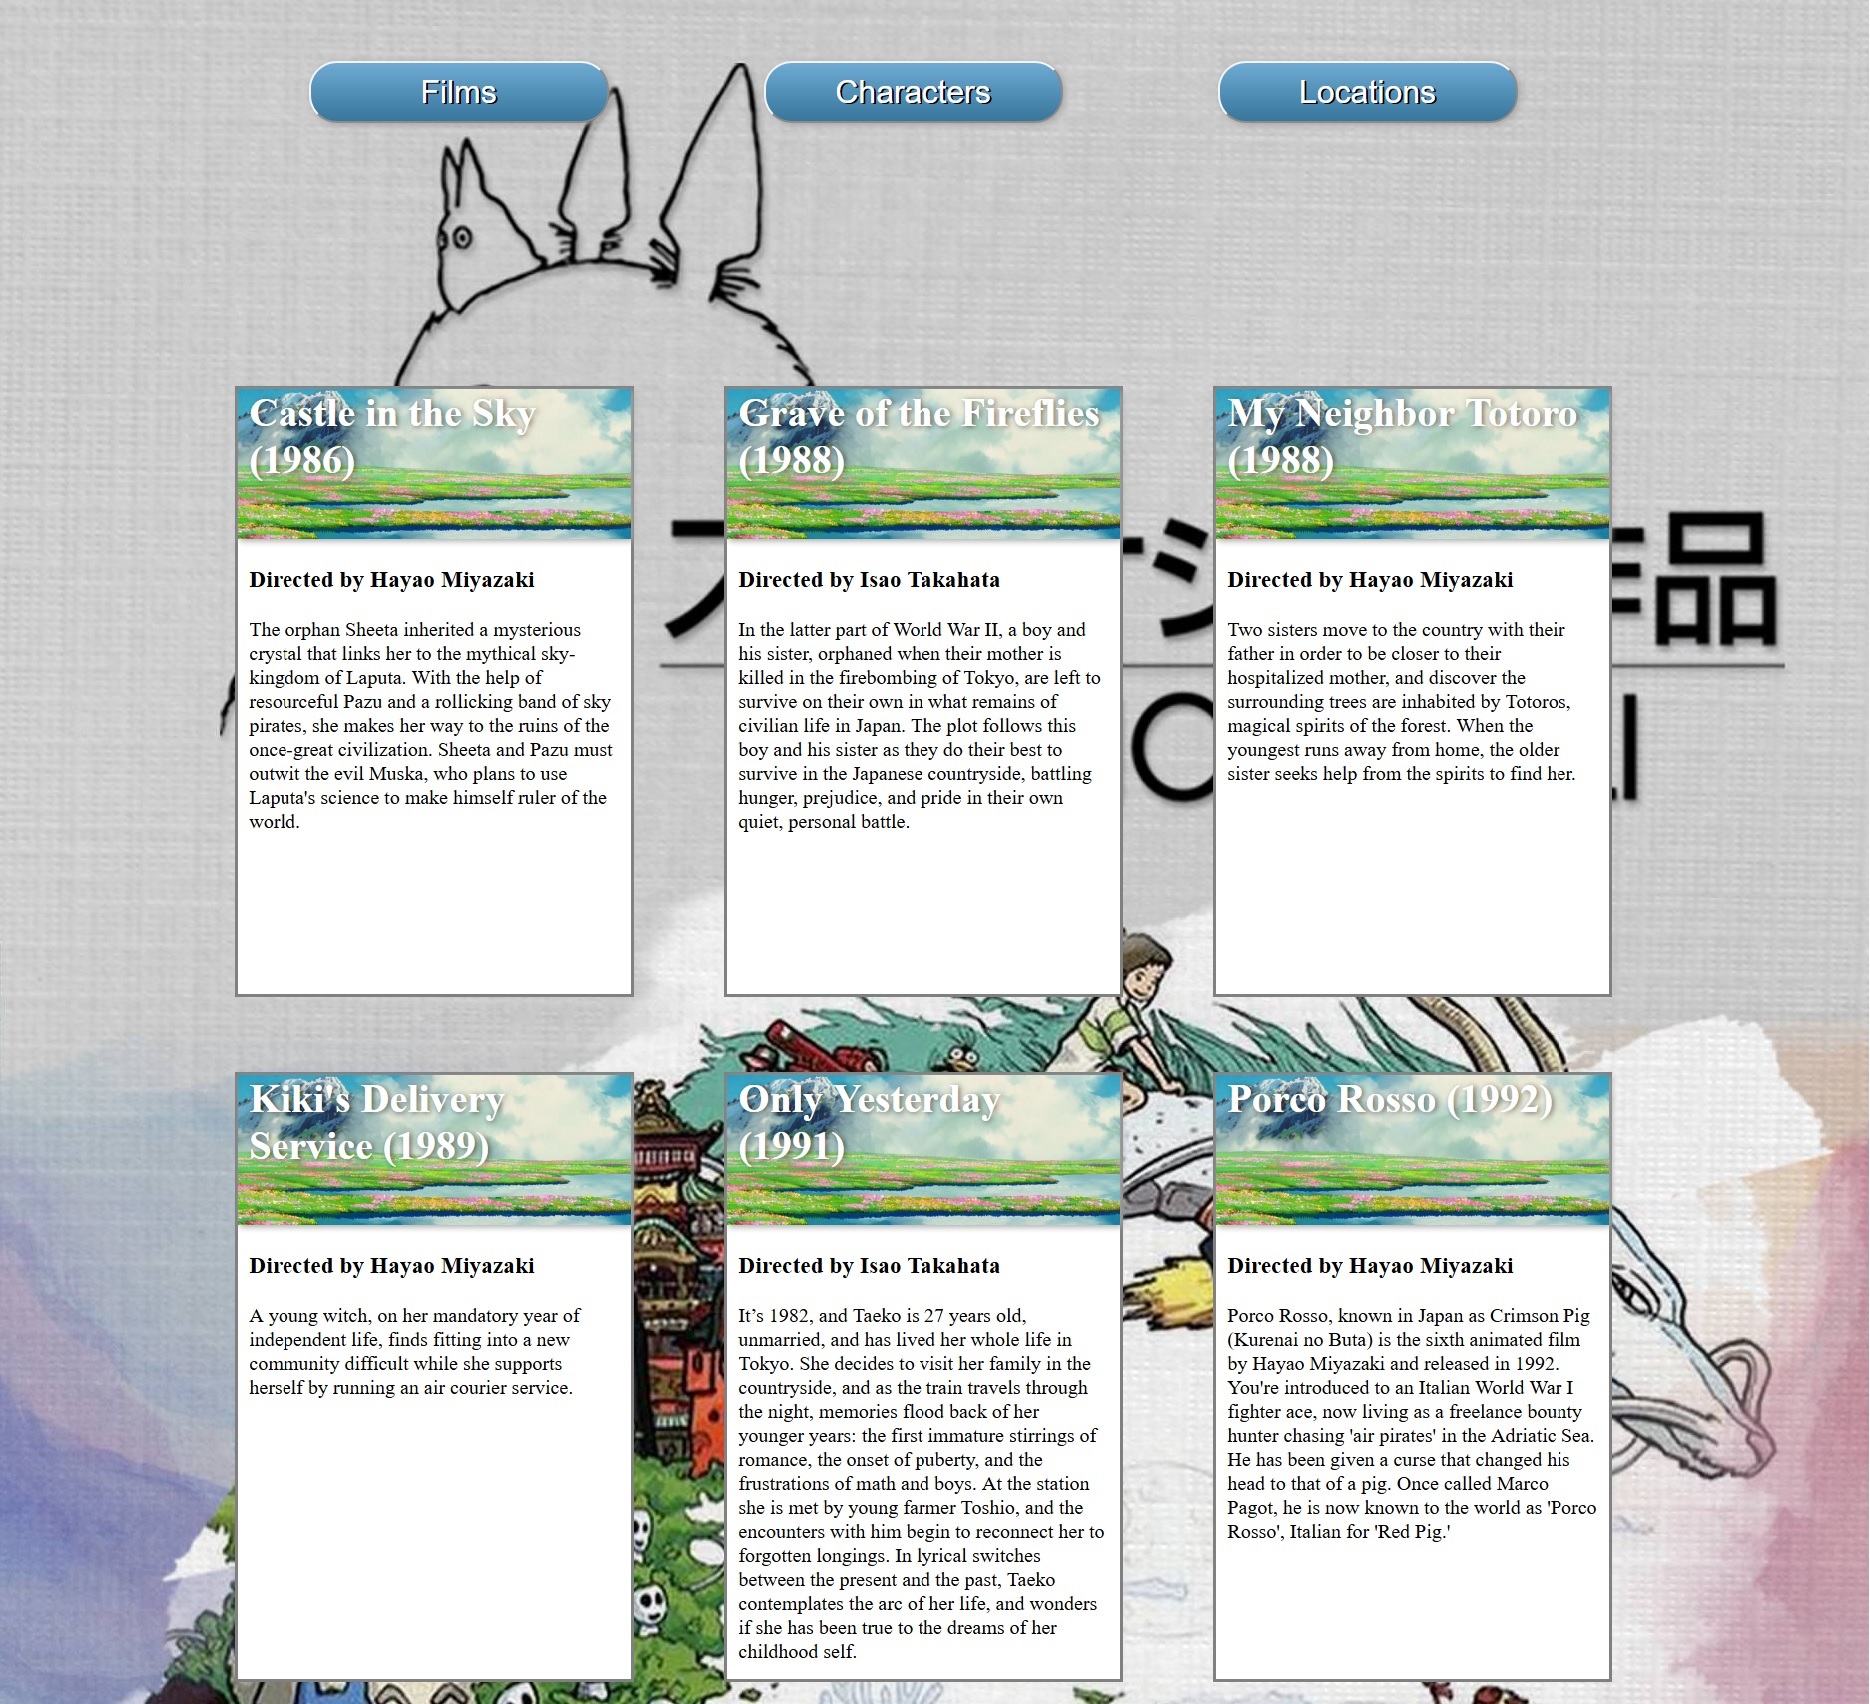 Films
Characters
Locations
Castle in the Sky
(1986)
Directed by Hayao Miyazaki
The orphan Sheeta inherited a mysterious
crystal that links her to the mythical sky-
kingdom of Laputa. With the help of
resourceful Pazu and a rollicking band of sky
pirates, she makes her way to the ruins of the
once-great civilization. Sheeta and Pazu must
outwit the evil Muska, who plans to use
Laputa's science to make himself ruler of the
world.
Grave of the Fireflies
(1988)
Directed by Isao Takahata
In the latter part of World War II, a boy and
his sister, orphaned when their mother is
killed in the firebombing of Tokyo, are left to
survive on their own in what remains of
civilian life in Japan. The plot follows this
boy and his sister as they do their best to
survive in the Japanese countryside, battling
hunger, prejudice, and pride in their own
quiet, personal battle.
My Neighbor Totoro
(1988)
Directed by Hayao Miyazaki
Two sisters move to the country with their
father in order to be closer to their
hospitalized mother, and discover the
surrounding trees are inhabited by Totoros,
magical spirits of the forest. When the
youngest runs away from home, the older
sister seeks help from the spirits to find her.
品
Kiki's Delivery
Service (1989)
Directed by Hayao Miyazaki
A young witch, on her mandatory year of
independent life, finds fitting into a new
community difficult while she supports
herself by running an air courier service.
Only Yesterday
(1991)
Directed by Isao Takahata
It’s 1982, and Taeko is 27 years old,
unmarried, and has lived her whole life in
Tokyo. She decides to visit her family in the
countryside, and as the train travels through
the night, memories flood back of her
younger years: the first immature stirrings of
romance, the onset of puberty, and the
frustrations of math and boys. At the station
she is met by young farmer Toshio, and the
encounters with him begin to reconnect her to
forgotten longings. In lyrical switches
between the present and the past, Taeko
contemplates the arc of her life, and wonders
if she has been true to the dreams of her
childhood self.
Porco Rosso (1992)
Directed by Hayao Miyazaki
Porco Rosso, known in Japan as Crimson Pig
(Kurenai no Buta) is the sixth animated film
by Hayao Miyazaki and released in 1992.
You're introduced to an Italian World War I
fighter ace, now living as a freelance bounty
hunter chasing 'air pirates' in the Adriatic Sea.
He has been given a curse that changed his
head to that of a pig. Once called Marco
Pagot, he is now known to the world as 'Porco
Rosso', Italian for 'Red Pig.'